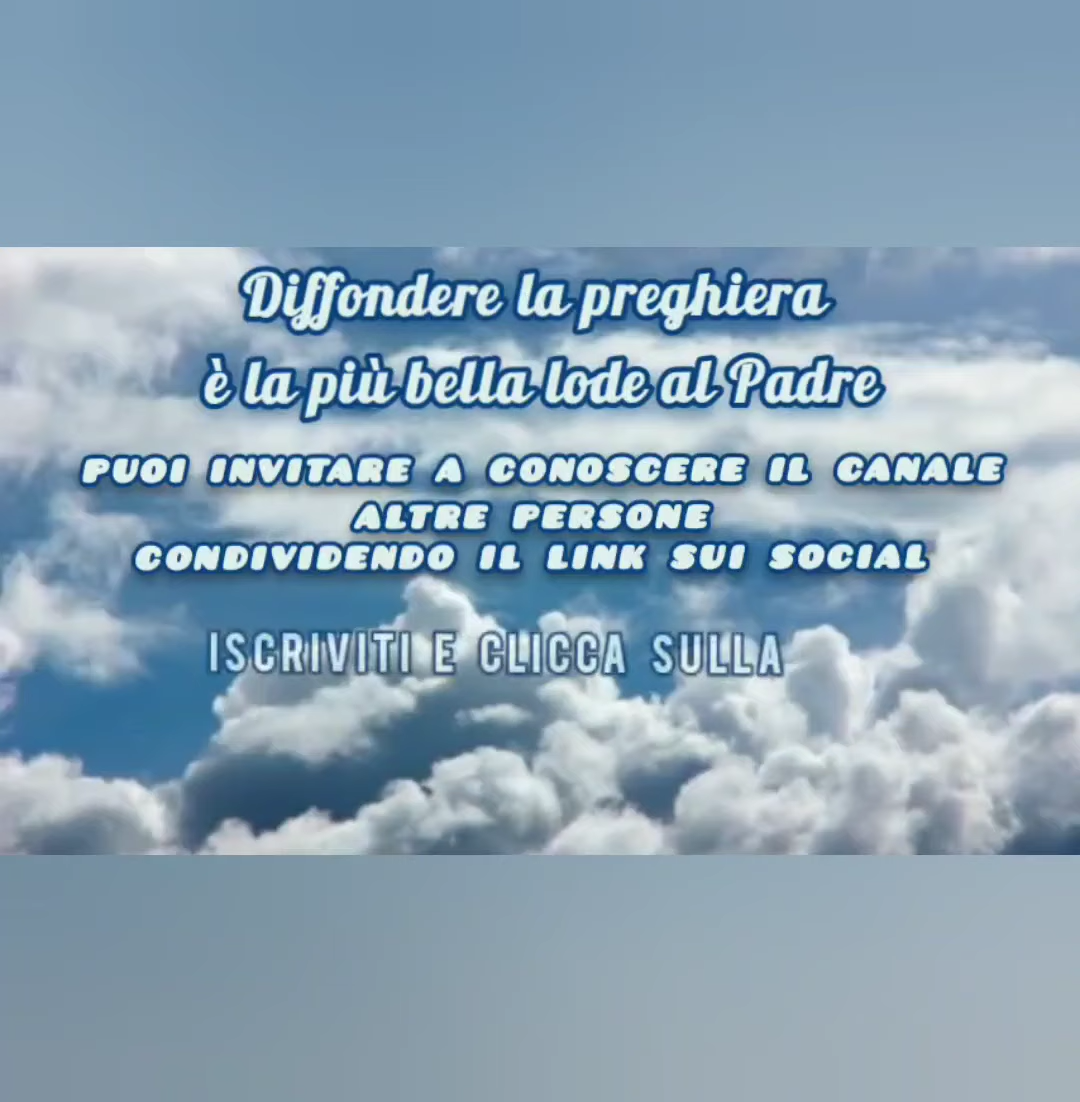 Diffondere la preghiera
è la più bella lode al Padre
PUOI INVITARE A CONOSCERE IL CANALE
ALTRE PERSONE
CONDIVIDENDO IL LINK SUI SOCIAL
ISCRIVITI E CLICCA SULLA